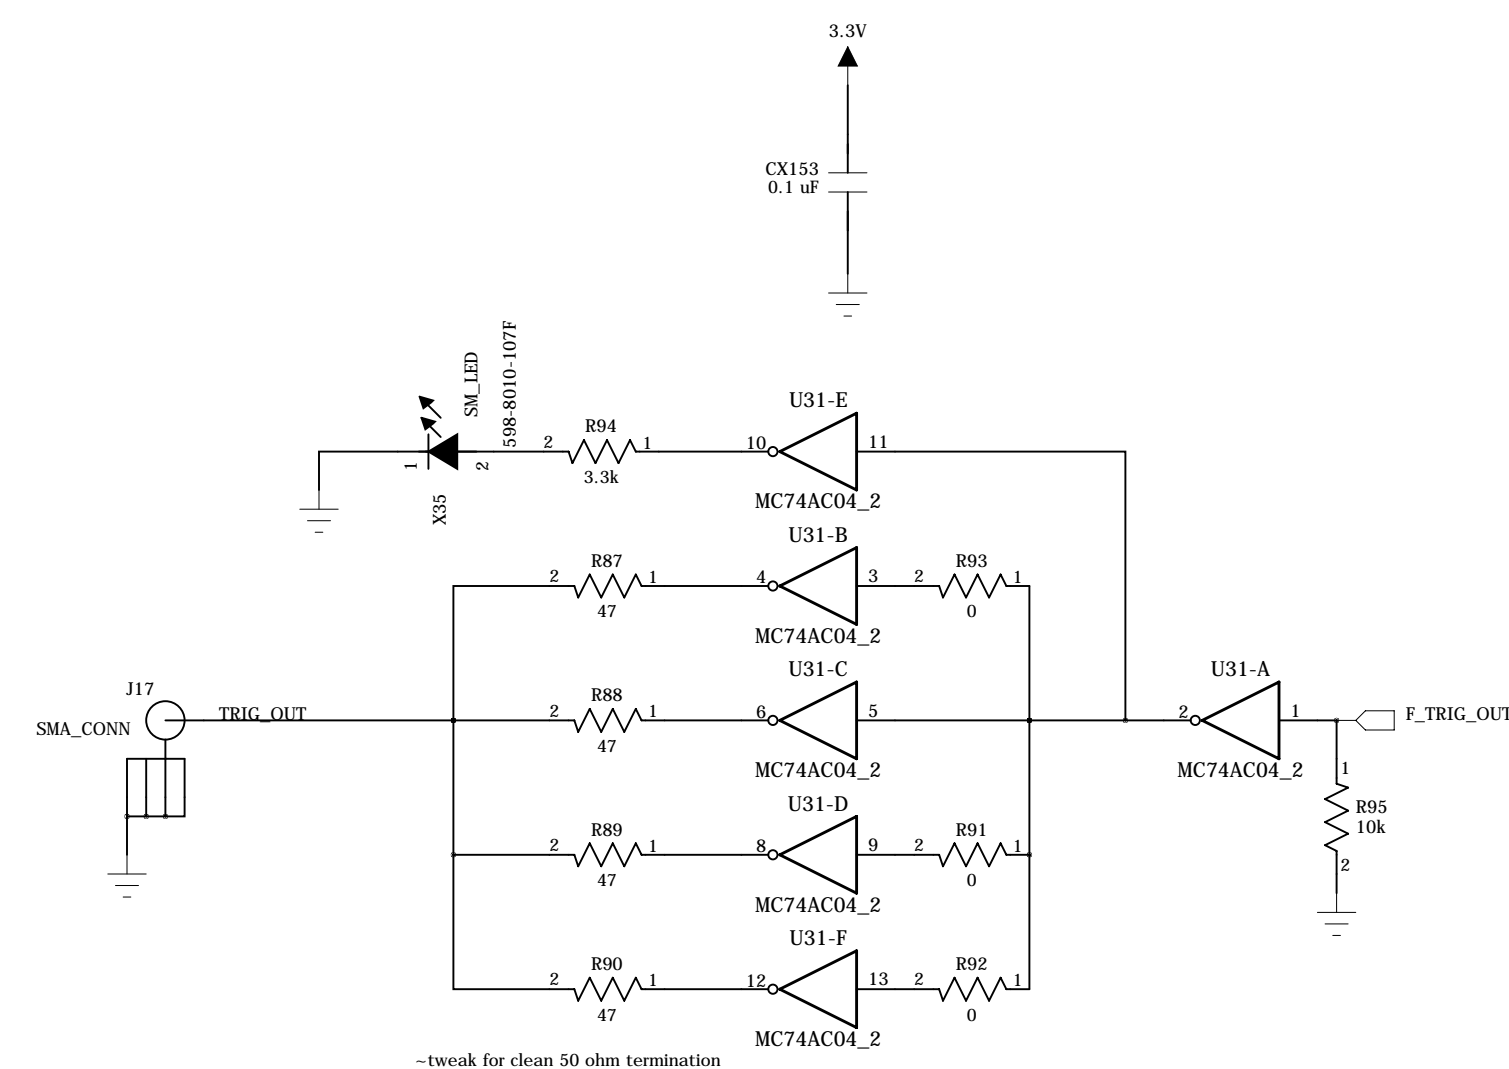 3.3V
CX153
0.1 uF
SM_LED
598-8010-107F
X35
1
2
R94
2
1
3.3k
U31-E
10
11
MC74AC04_2
U31-B
R87
2
1
47
4
3
MC74AC04_2
R93
2
1
0
U31-C
R88
2
1
47
6
5
MC74AC04_2
U31-A
2
1
MC74AC04_2
F_TRIG_OUT
J17
SMA_CONN
TRIG_OUT
1
R95
10k
2
U31-D
R89
2
1
47
8
9
MC74AC04_2
R91
2
1
0
U31-F
R90
2
1
47
12
13
MC74AC04_2
R92
2
1
0
~tweak for clean 50 ohm termination